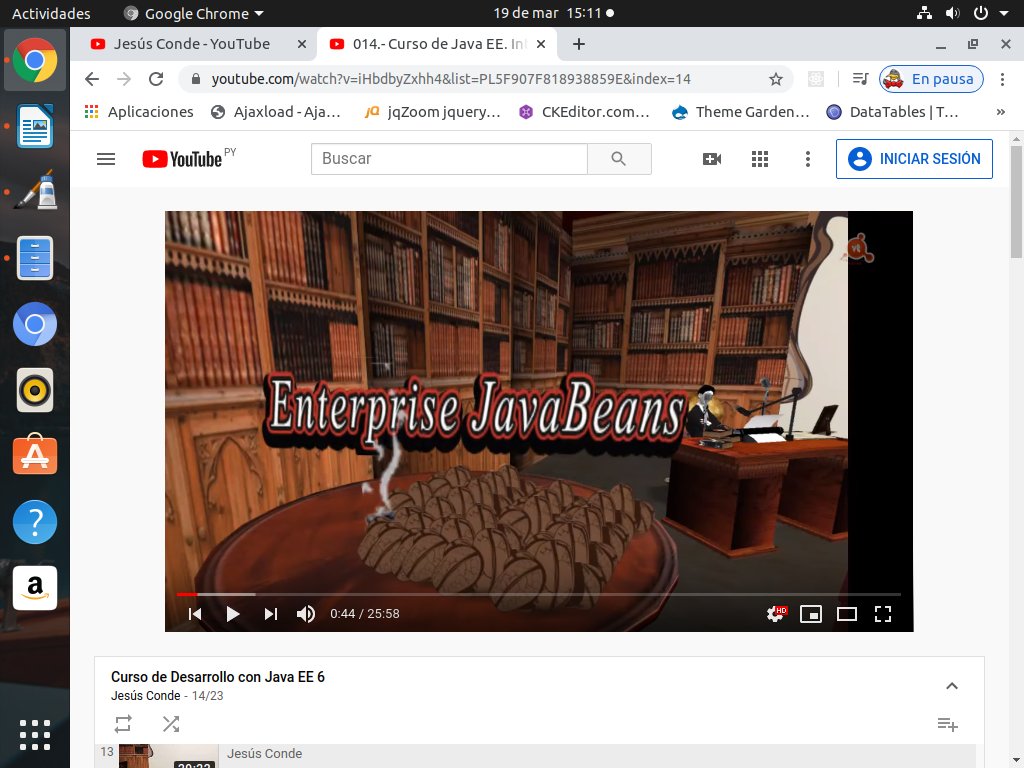 Actividades
Google Chrome
19 de mar 15:11
Jesús Conde - YouTube
014.- Curso de Java EE. Int
youtube.com/watch?v=iHbdbyZxhh4&list=PL5F907F818938859E&index=14
En pausa
Aplicaciones
Ajaxload - Aja…
jqZoom jquery…
CKEditor.com…
Theme Garden…
DataTables | T…
»
YouTube PY
Buscar
INICIAR SESIÓN
Enterprise JavaBeans
0:44 / 25:58
HD
Curso de Desarrollo con Java EE 6
Jesús Conde - 14/23
13
Jesús Conde